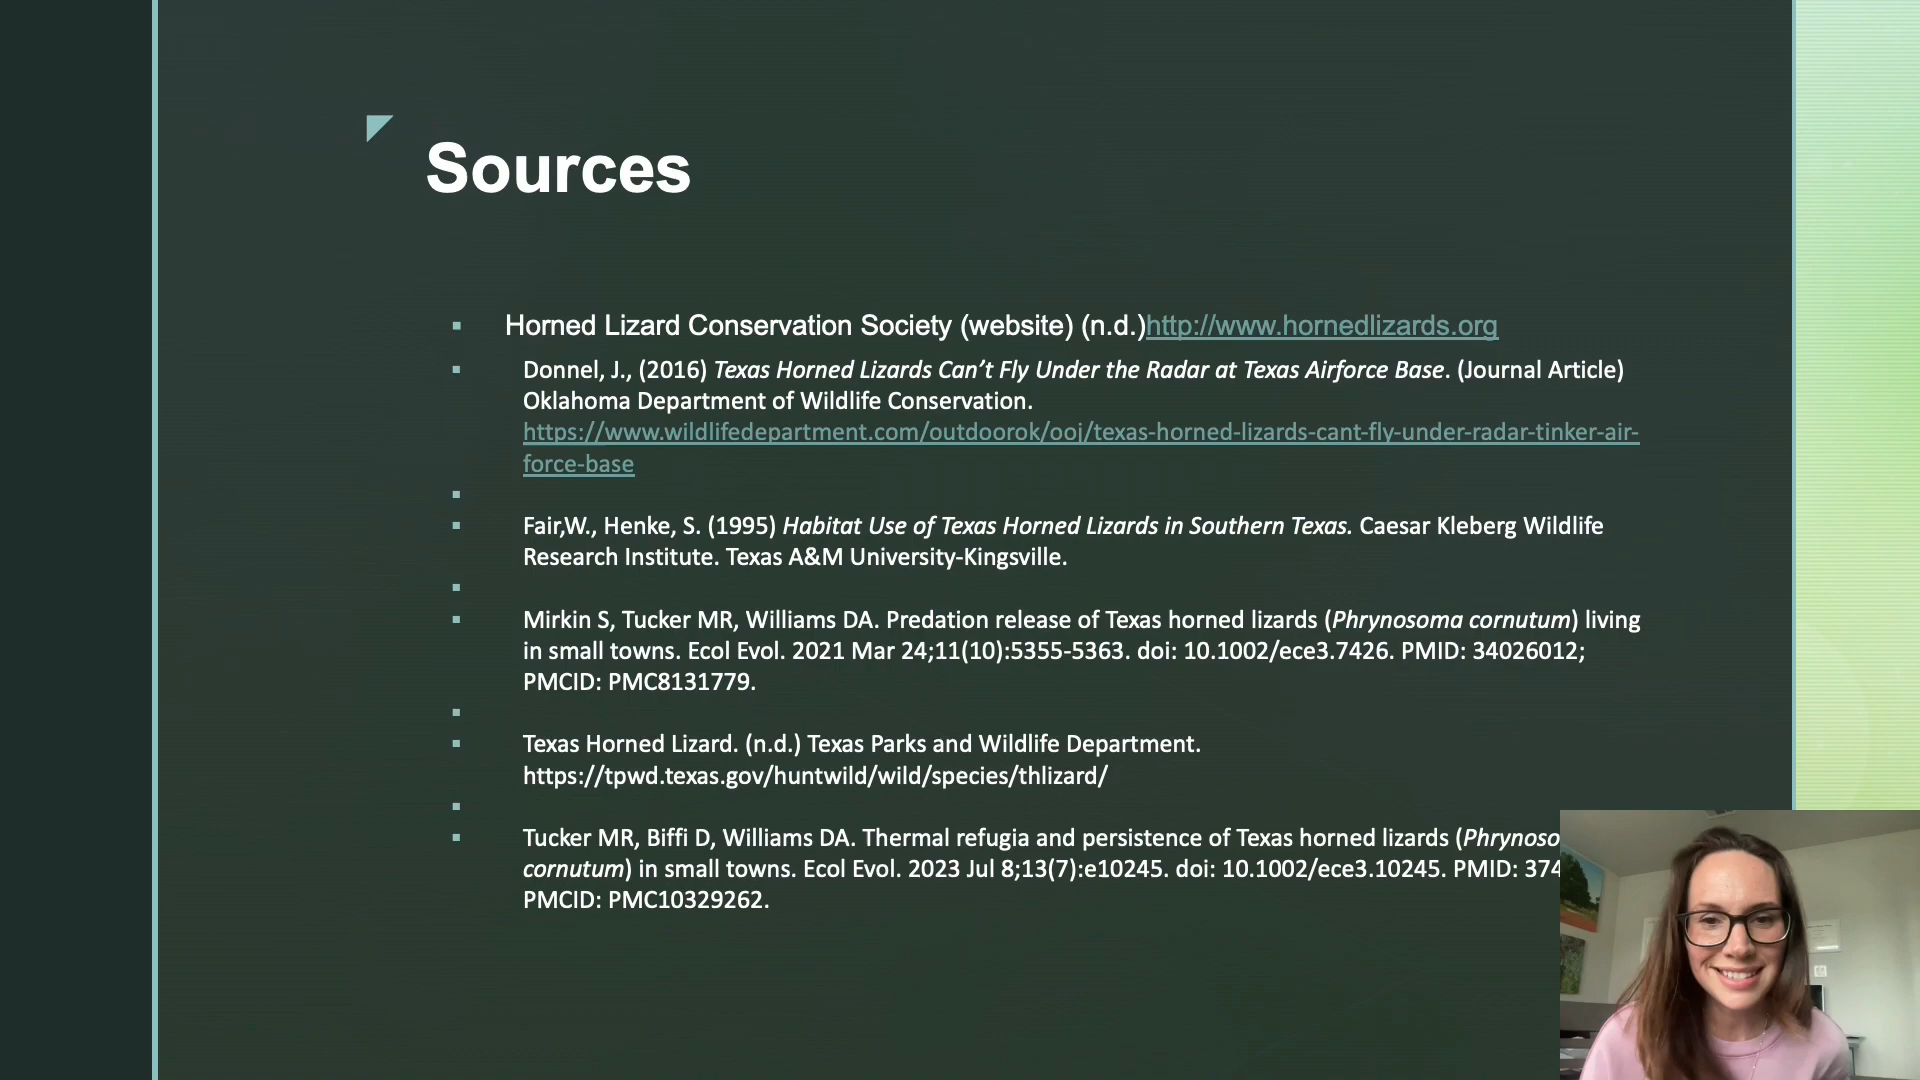 Sources
Horned Lizard Conservation Society (website) (n.d.)http://www.hornedlizards.org
Donnel, J., (2016) Texas Horned Lizards Can’t Fly Under the Radar at Texas Airforce Base. (Journal Article)
Oklahoma Department of Wildlife Conservation.
https://www.wildlifedepartment.com/outdoorok/ooj/texas-horned-lizards-cant-fly-under-radar-tinker-air-
force-base
Fair,W., Henke, S. (1995) Habitat Use of Texas Horned Lizards in Southern Texas. Caesar Kleberg Wildlife
Research Institute. Texas A&M University-Kingsville.
Mirkin S, Tucker MR, Williams DA. Predation release of Texas horned lizards (Phrynosoma cornutum) living
in small towns. Ecol Evol. 2021 Mar 24;11(10):5355-5363. doi: 10.1002/ece3.7426. PMID: 34026012;
PMCID: PMC8131779.
Texas Horned Lizard. (n.d.) Texas Parks and Wildlife Department.
https://tpwd.texas.gov/huntwild/wild/species/thlizard/
Tucker MR, Biffi D, Williams DA. Thermal refugia and persistence of Texas horned lizards (Phrynoso
cornutum) in small towns. Ecol Evol. 2023 Jul 8;13(7):e10245. doi: 10.1002/ece3.10245. PMID: 374
PMCID: PMC10329262.